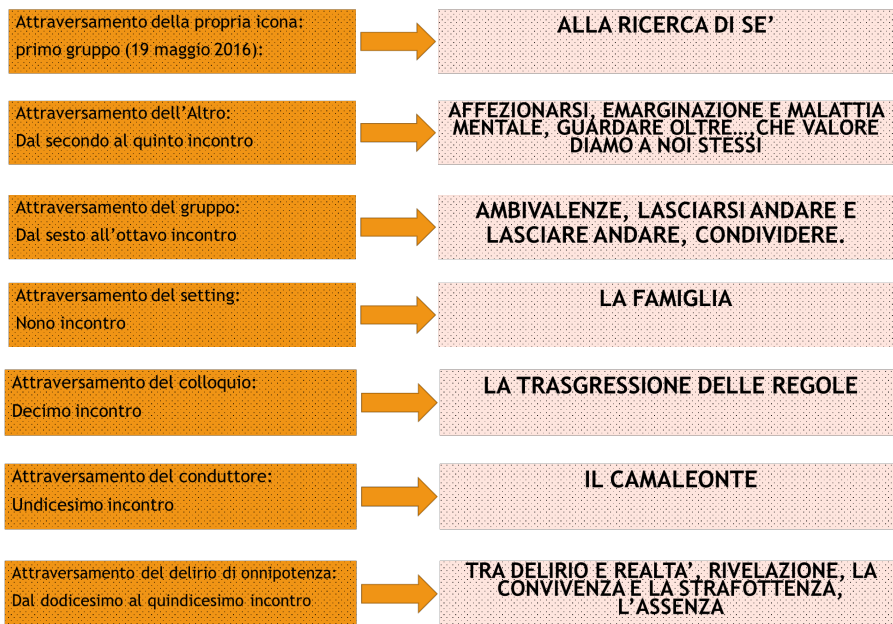 Attraversamento della propria icona:
primo gruppo (19 maggio 2016):
ALLA RICERCA DI SE’
Attraversamento dell’Altro:
Dal secondo al quinto incontro
AFFEZIONARSI, EMARGINAZIONE E MALATTIA
MENTALE, GUARDARE OLTRE…,CHE VALORE
DIAMO A NOI STESSI
Attraversamento del gruppo:
Dal sesto all’ottavo incontro
AMBIVALENZE, LASCIARSI ANDARE E
LASCIARE ANDARE, CONDIVIDERE.
Attraversamento del setting:
Nono incontro
LA FAMIGLIA
Attraversamento del colloquio:
Decimo incontro
LA TRASGRESSIONE DELLE REGOLE
Attraversamento del conduttore:
Undicesimo incontro
IL CAMALEONTE
Attraversamento del delirio di onnipotenza:
Dal dodicesimo al quindicesimo incontro
TRA DELIRIO E REALTA’, RIVELAZIONE, LA
CONVIVENZA E LA STRAFOTTENZA,
L’ASSENZA